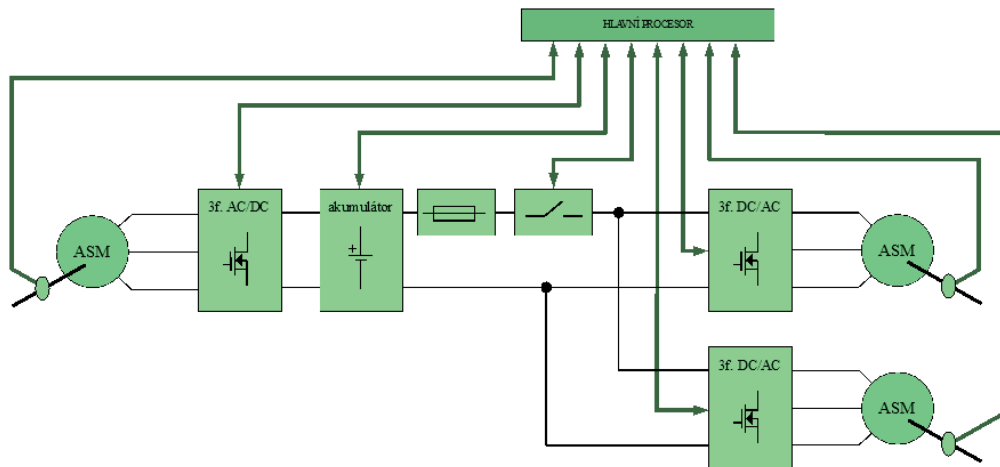 HLAVNÍ PROCESOR
3f. AC/DC
akumulátor
3f. DC/AC
ASM
ASM
+
3f. DC/AC
ASM